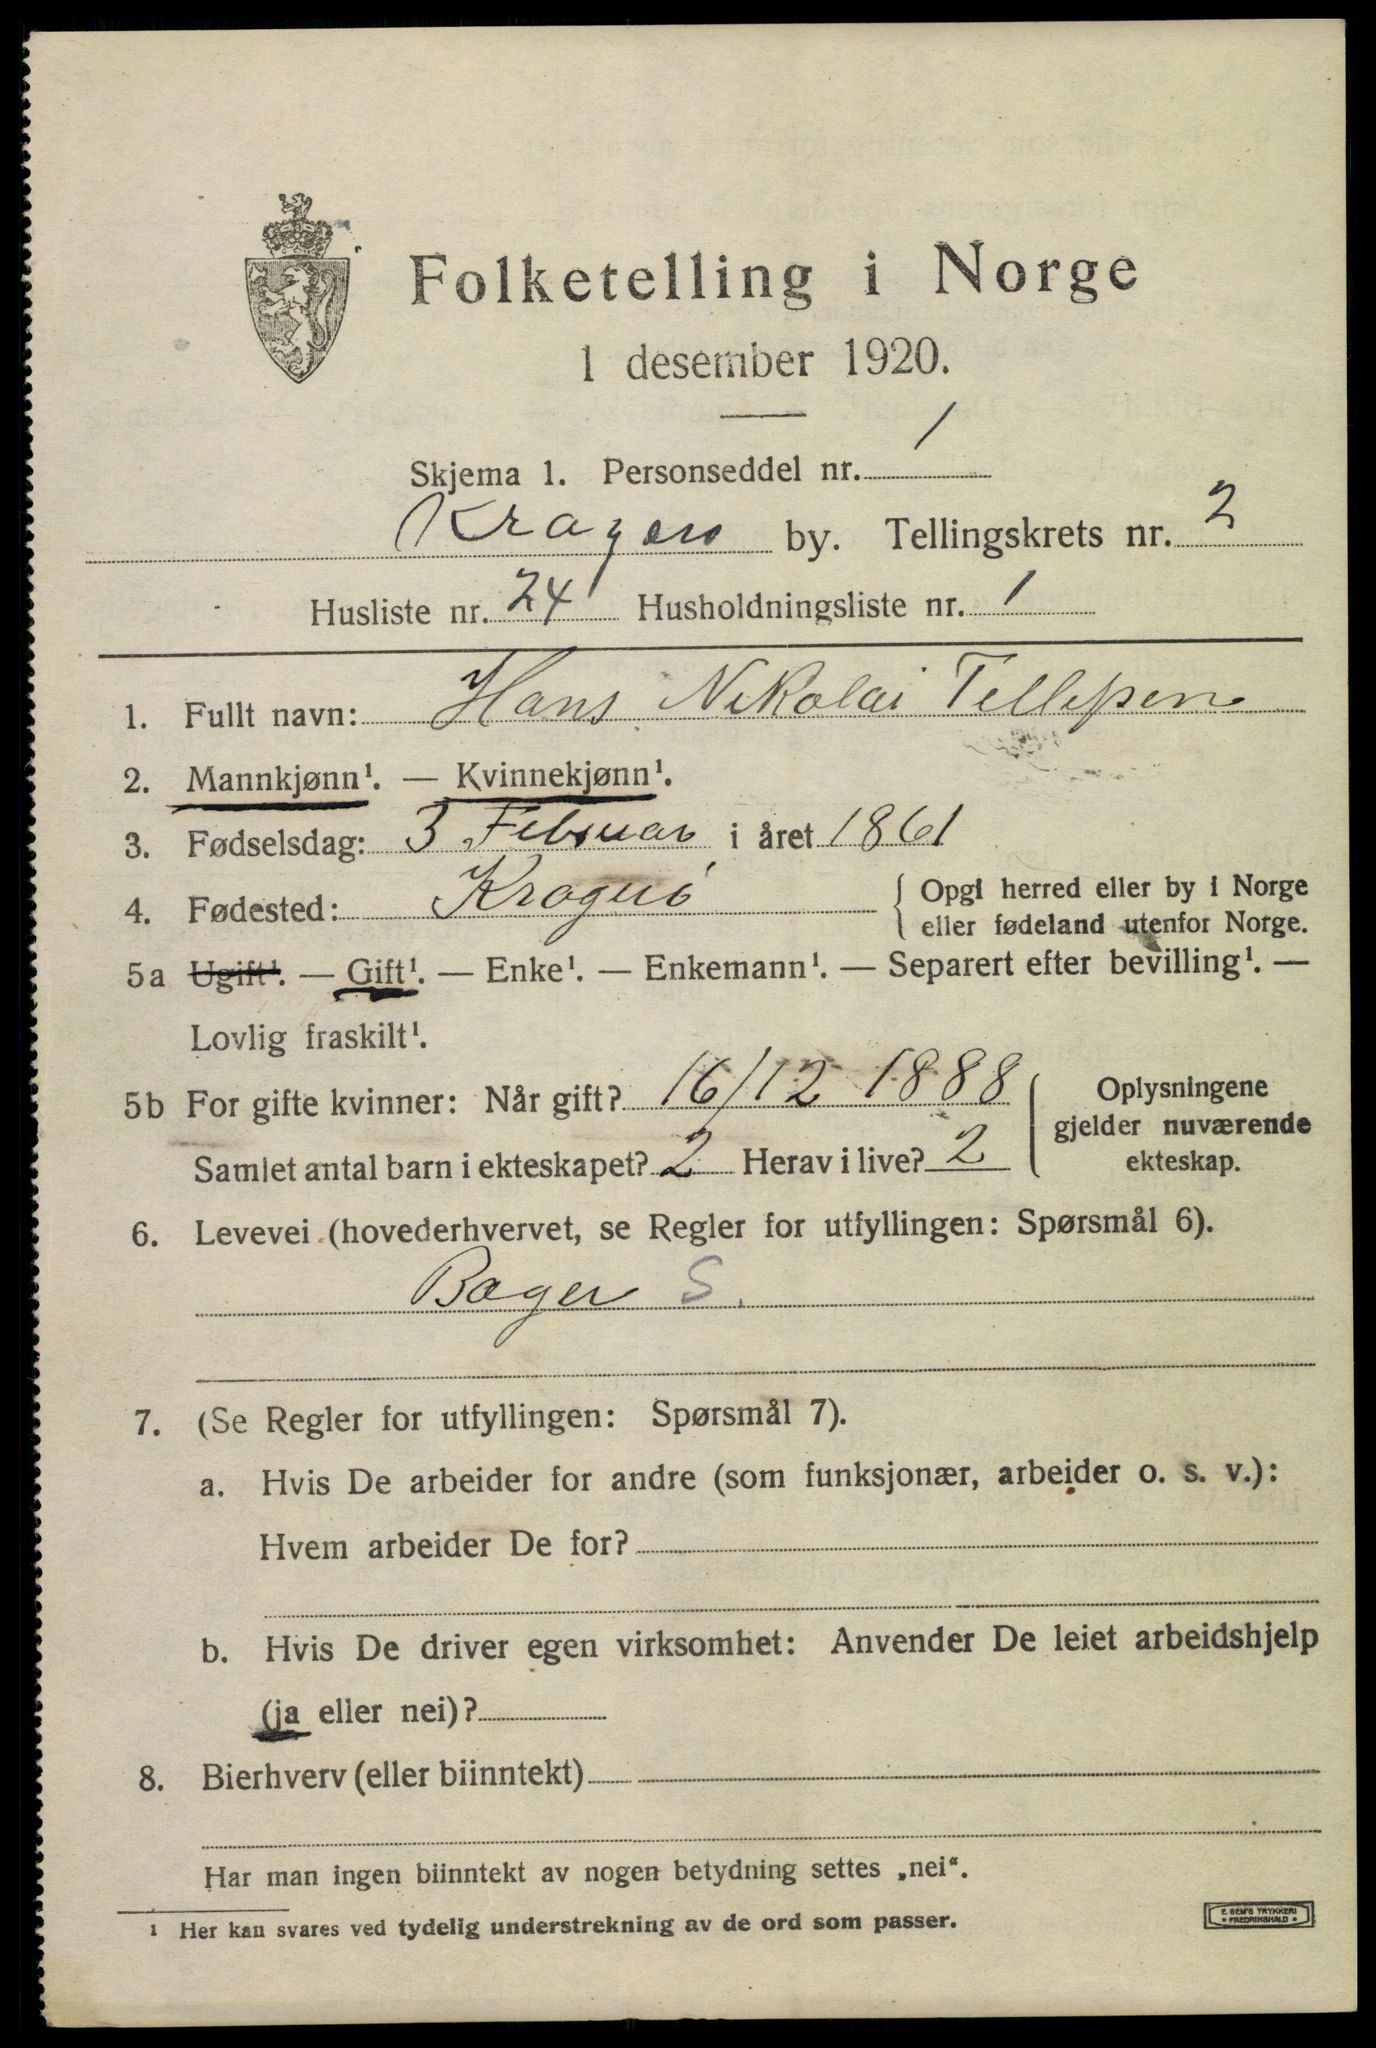 Folketelling i Norge
1 desember 1920.
Skjema 1. Personseddel nr. 1
Kragerø by. Tellingskrets nr. 2
Husliste nr. 24 Husholdningsliste nr. 1
1. Fullt navn: Hans Nikolai Tellefsen
2. Mannkjønn¹. — Kvinnekjønn¹.
3. Fødselsdag: 3 Februar i året 1861
4. Fødested: Kragerø { Opgi herred eller by i Norge
eller fødeland utenfor Norge.
5a Ugift¹. — Gift¹. — Enke¹. — Enkemann¹. — Separert efter bevilling¹. —
Lovlig fraskilt¹.
5b For gifte kvinner: Når gift? 16/12 1888 Oplysningene
gjelder nuværende
Samlet antal barn i ekteskapet? 2 Herav i live? 2 ekteskap.
6. Levevei (hovederhvervet, se Regler for utfyllingen: Spørsmål 6).
Bager S.
7. (Se Regler for utfyllingen: Spørsmål 7).
a. Hvis De arbeider for andre (som funksjonær, arbeider o. s. v.):
Hvem arbeider De for?
b. Hvis De driver egen virksomhet: Anvender De leiet arbeidshjelp
(ja eller nei)?
8. Bierhverv (eller biinntekt)
Har man ingen biinntekt av nogen betydning settes „nei“.
¹ Her kan svares ved tydelig understrekning av de ord som passer.
E. SEM'S TRYKKERI
• FREDRIKSHALD •